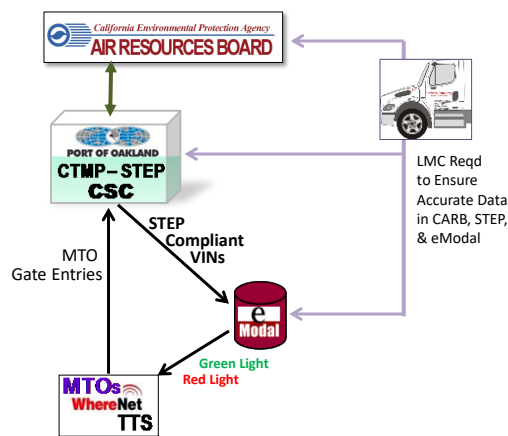 California Environmental Protection Agency
AIR RESOURCES BOARD
PORT OF OAKLAND
CTMP-STEP
CSC
LMC Reqd
to Ensure
Accurate Data
in CARB, STEP,
& eModal
STEP
Compliant
VINs
MTO
Gate Entries
e
Modal
Green Light
Red Light
MTOs
WhereNet
TTS